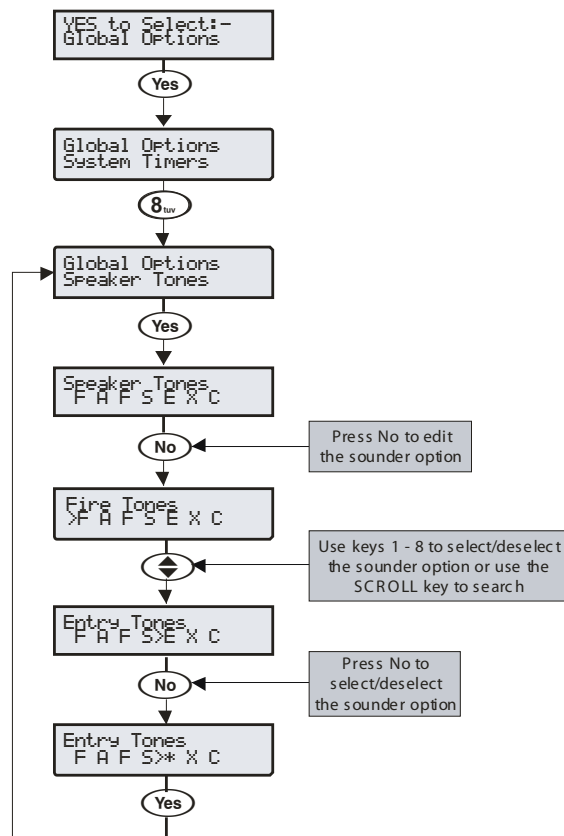 YES to Select:-
Global Options
Yes
Global Options
System Timers
8tuv
Global Options
Speaker Tones
Yes
Speaker Tones
F A F S E X C
No
Press No to edit
the sounder option
Fire Tones
>F A F S E X C
Use keys 1 - 8 to select/deselect
the sounder option or use the
SCROLL key to search
Entry Tones
F A F S>E X C
No
Press No to
select/deselect
the sounder option
Entry Tones
F A F S>* X C
Yes